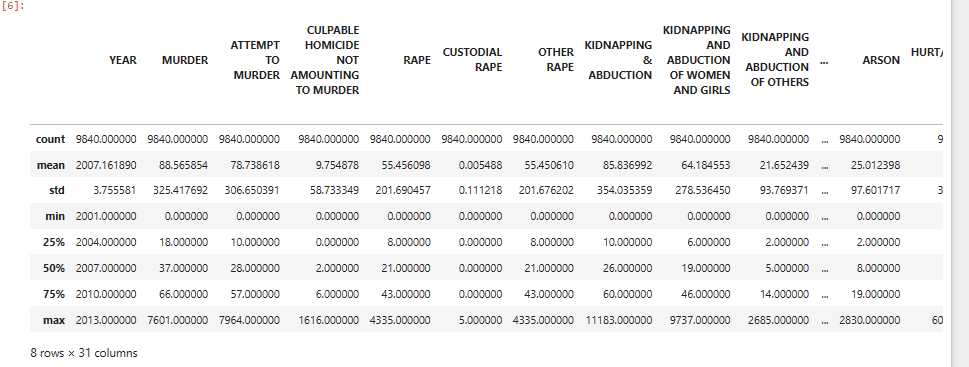 [6]:
YEAR MURDER ATTEMPT TO MURDER CULPABLE HOMICIDE NOT AMOUNTING TO MURDER RAPE CUSTODIAL RAPE OTHER RAPE KIDNAPPING & ABDUCTION KIDNAPPING AND ABDUCTION OF WOMEN AND GIRLS KIDNAPPING AND ABDUCTION OF OTHERS ... ARSON HURT/
count 9840.000000 9840.000000 9840.000000 9840.000000 9840.000000 9840.000000 9840.000000 9840.000000 9840.000000 9840.000000 ... 9840.000000 9
mean 2007.161890 88.565854 78.738618 9.754878 55.456098 0.005488 55.450610 85.836992 64.184553 21.652439 ... 25.012398
std 3.755581 325.417692 306.650391 58.733349 201.690457 0.111218 201.676202 354.035359 278.536450 93.769371 ... 97.601717 3
min 2001.000000 0.000000 0.000000 0.000000 0.000000 0.000000 0.000000 0.000000 0.000000 0.000000 ... 0.000000
25% 2004.000000 18.000000 10.000000 0.000000 8.000000 0.000000 8.000000 10.000000 6.000000 2.000000 ... 2.000000
50% 2007.000000 37.000000 28.000000 2.000000 21.000000 0.000000 21.000000 26.000000 19.000000 5.000000 ... 8.000000
75% 2010.000000 66.000000 57.000000 6.000000 43.000000 0.000000 43.000000 60.000000 46.000000 14.000000 ... 19.000000
max 2013.000000 7601.000000 7964.000000 1616.000000 4335.000000 5.000000 4335.000000 11183.000000 9737.000000 2685.000000 ... 2830.000000 60
8 rows × 31 columns